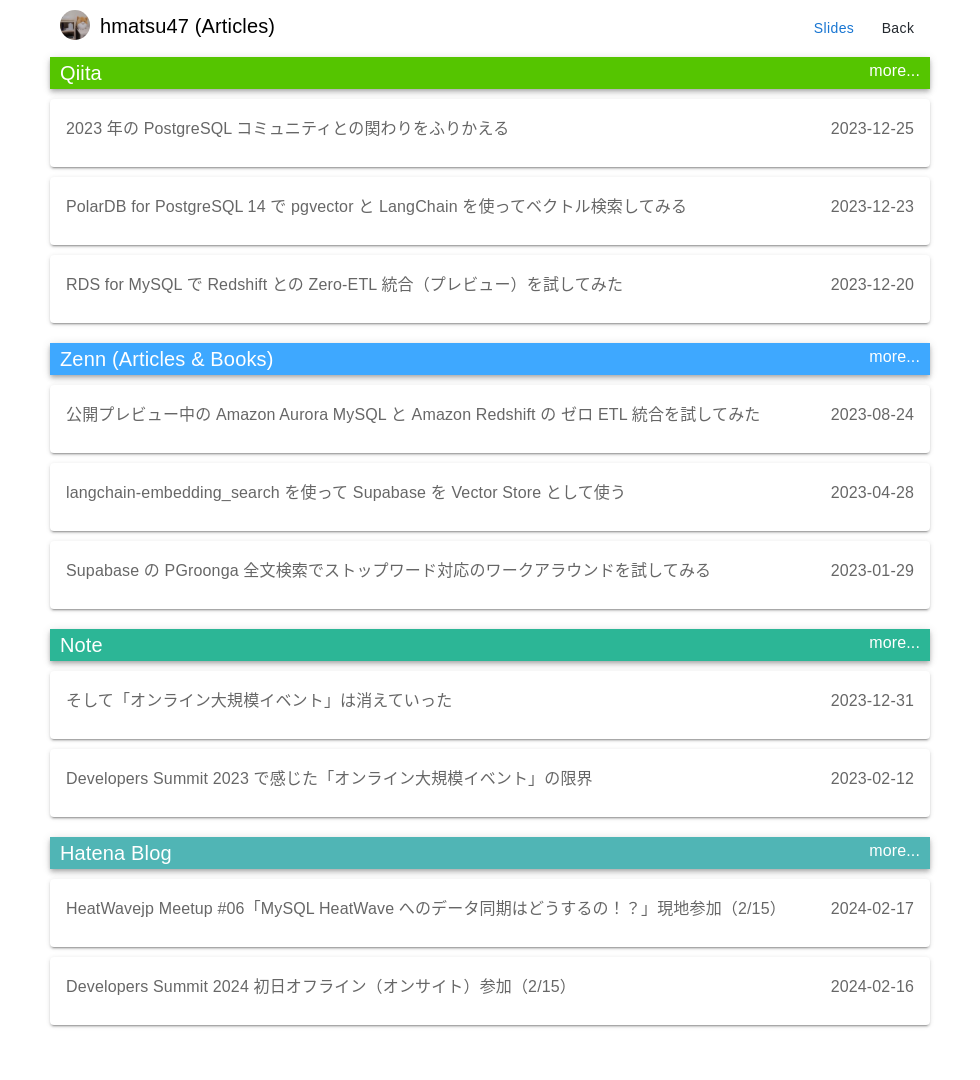 hmatsu47 (Articles)
Slides Back
Qiita more...
2023 年の PostgreSQL コミュニティとの関わりをふりかえる 2023-12-25
PolarDB for PostgreSQL 14 で pgvector と LangChain を使ってベクトル検索してみる 2023-12-23
RDS for MySQL で Redshift との Zero-ETL 統合（プレビュー）を試してみた 2023-12-20
Zenn (Articles & Books) more...
公開プレビュー中の Amazon Aurora MySQL と Amazon Redshift の ゼロ ETL 統合を試してみた 2023-08-24
langchain-embedding_search を使って Supabase を Vector Store として使う 2023-04-28
Supabase の PGroonga 全文検索でストップワード対応のワークアラウンドを試してみる 2023-01-29
Note more...
そして「オンライン大規模イベント」は消えていった 2023-12-31
Developers Summit 2023 で感じた「オンライン大規模イベント」の限界 2023-02-12
Hatena Blog more...
HeatWavejp Meetup #06「MySQL HeatWave へのデータ同期はどうするの！？」現地参加（2/15） 2024-02-17
Developers Summit 2024 初日オフライン（オンサイト）参加（2/15） 2024-02-16